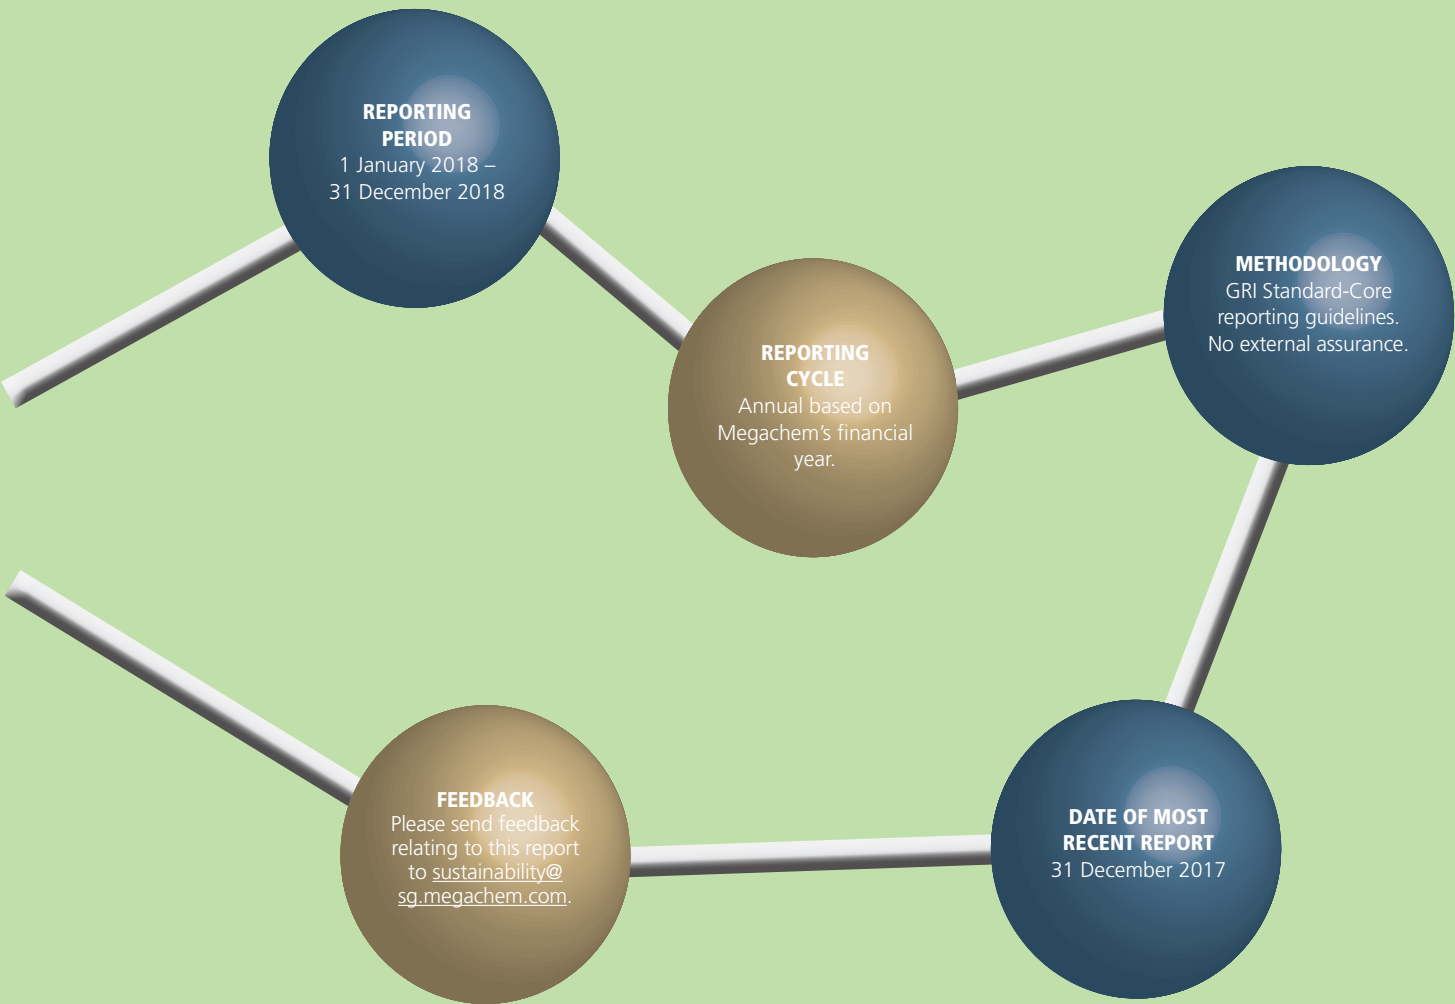 REPORTING
PERIOD
1 January 2018 –
31 December 2018
REPORTING
CYCLE
Annual based on
Megachem’s financial
year.
METHODOLOGY
GRI Standard-Core
reporting guidelines.
No external assurance.
DATE OF MOST
RECENT REPORT
31 December 2017
FEEDBACK
Please send feedback
relating to this report
to sustainability@
sg.megachem.com.